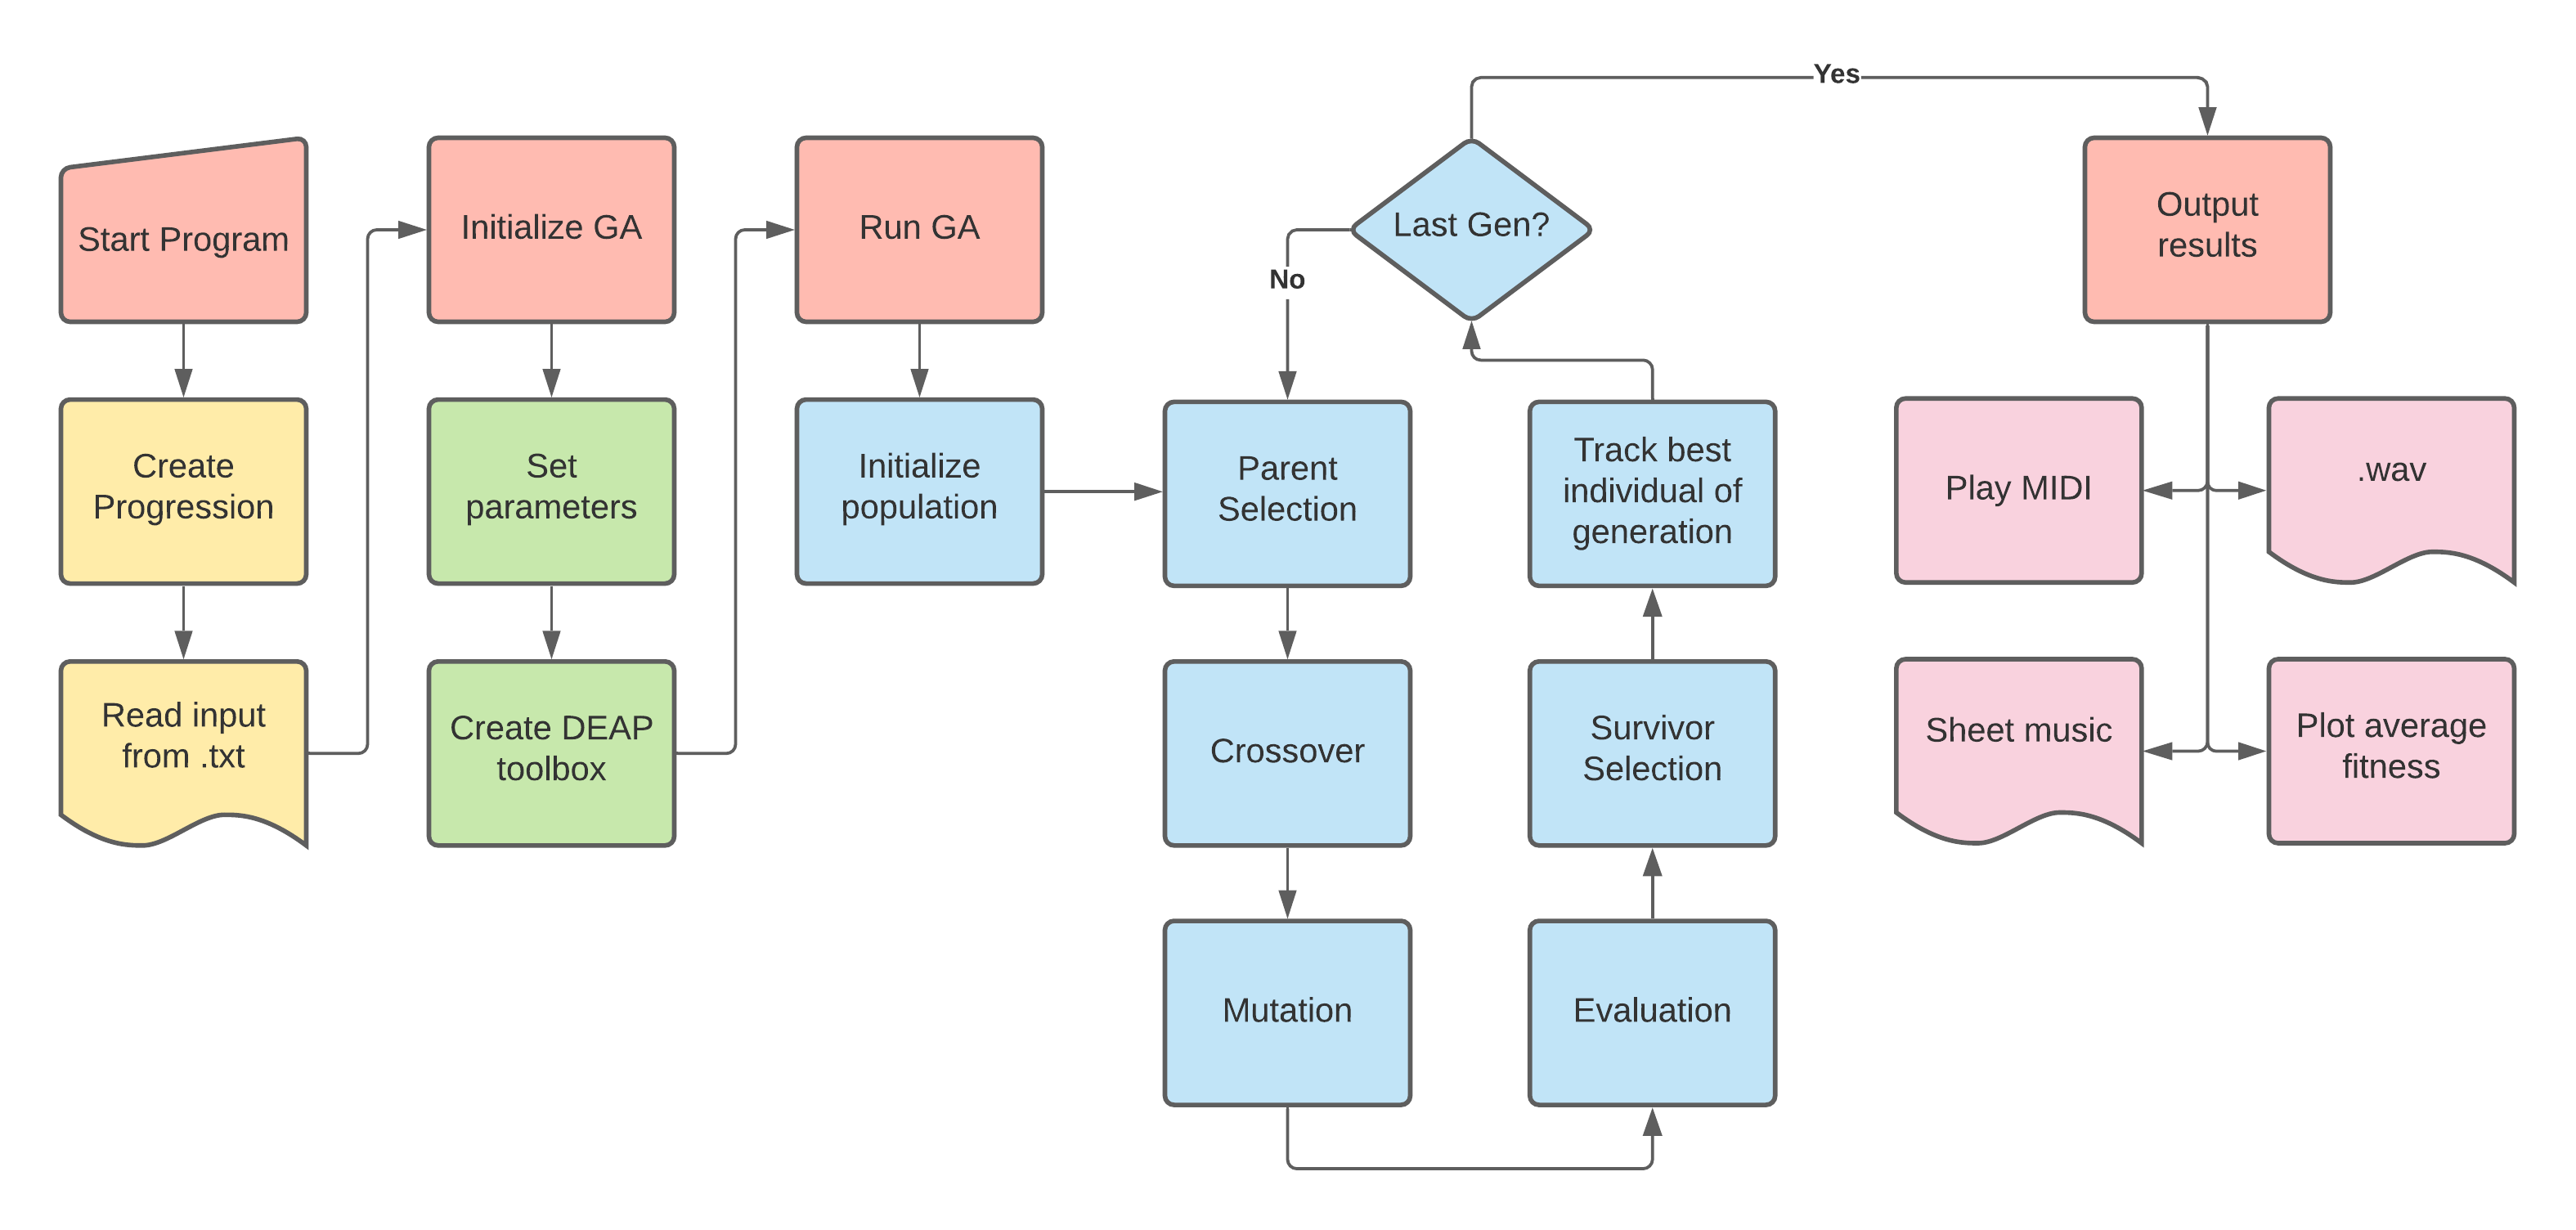 Start Program
Create
Progression
Read input
from .txt
Initialize GA
Set
parameters
Create DEAP
toolbox
Run GA
Initialize
population
Parent
Selection
Crossover
Mutation
Evaluation
Survivor
Selection
Track best
individual of
generation
Last Gen?
No
Yes
Output
results
Play MIDI
.wav
Sheet music
Plot average
fitness